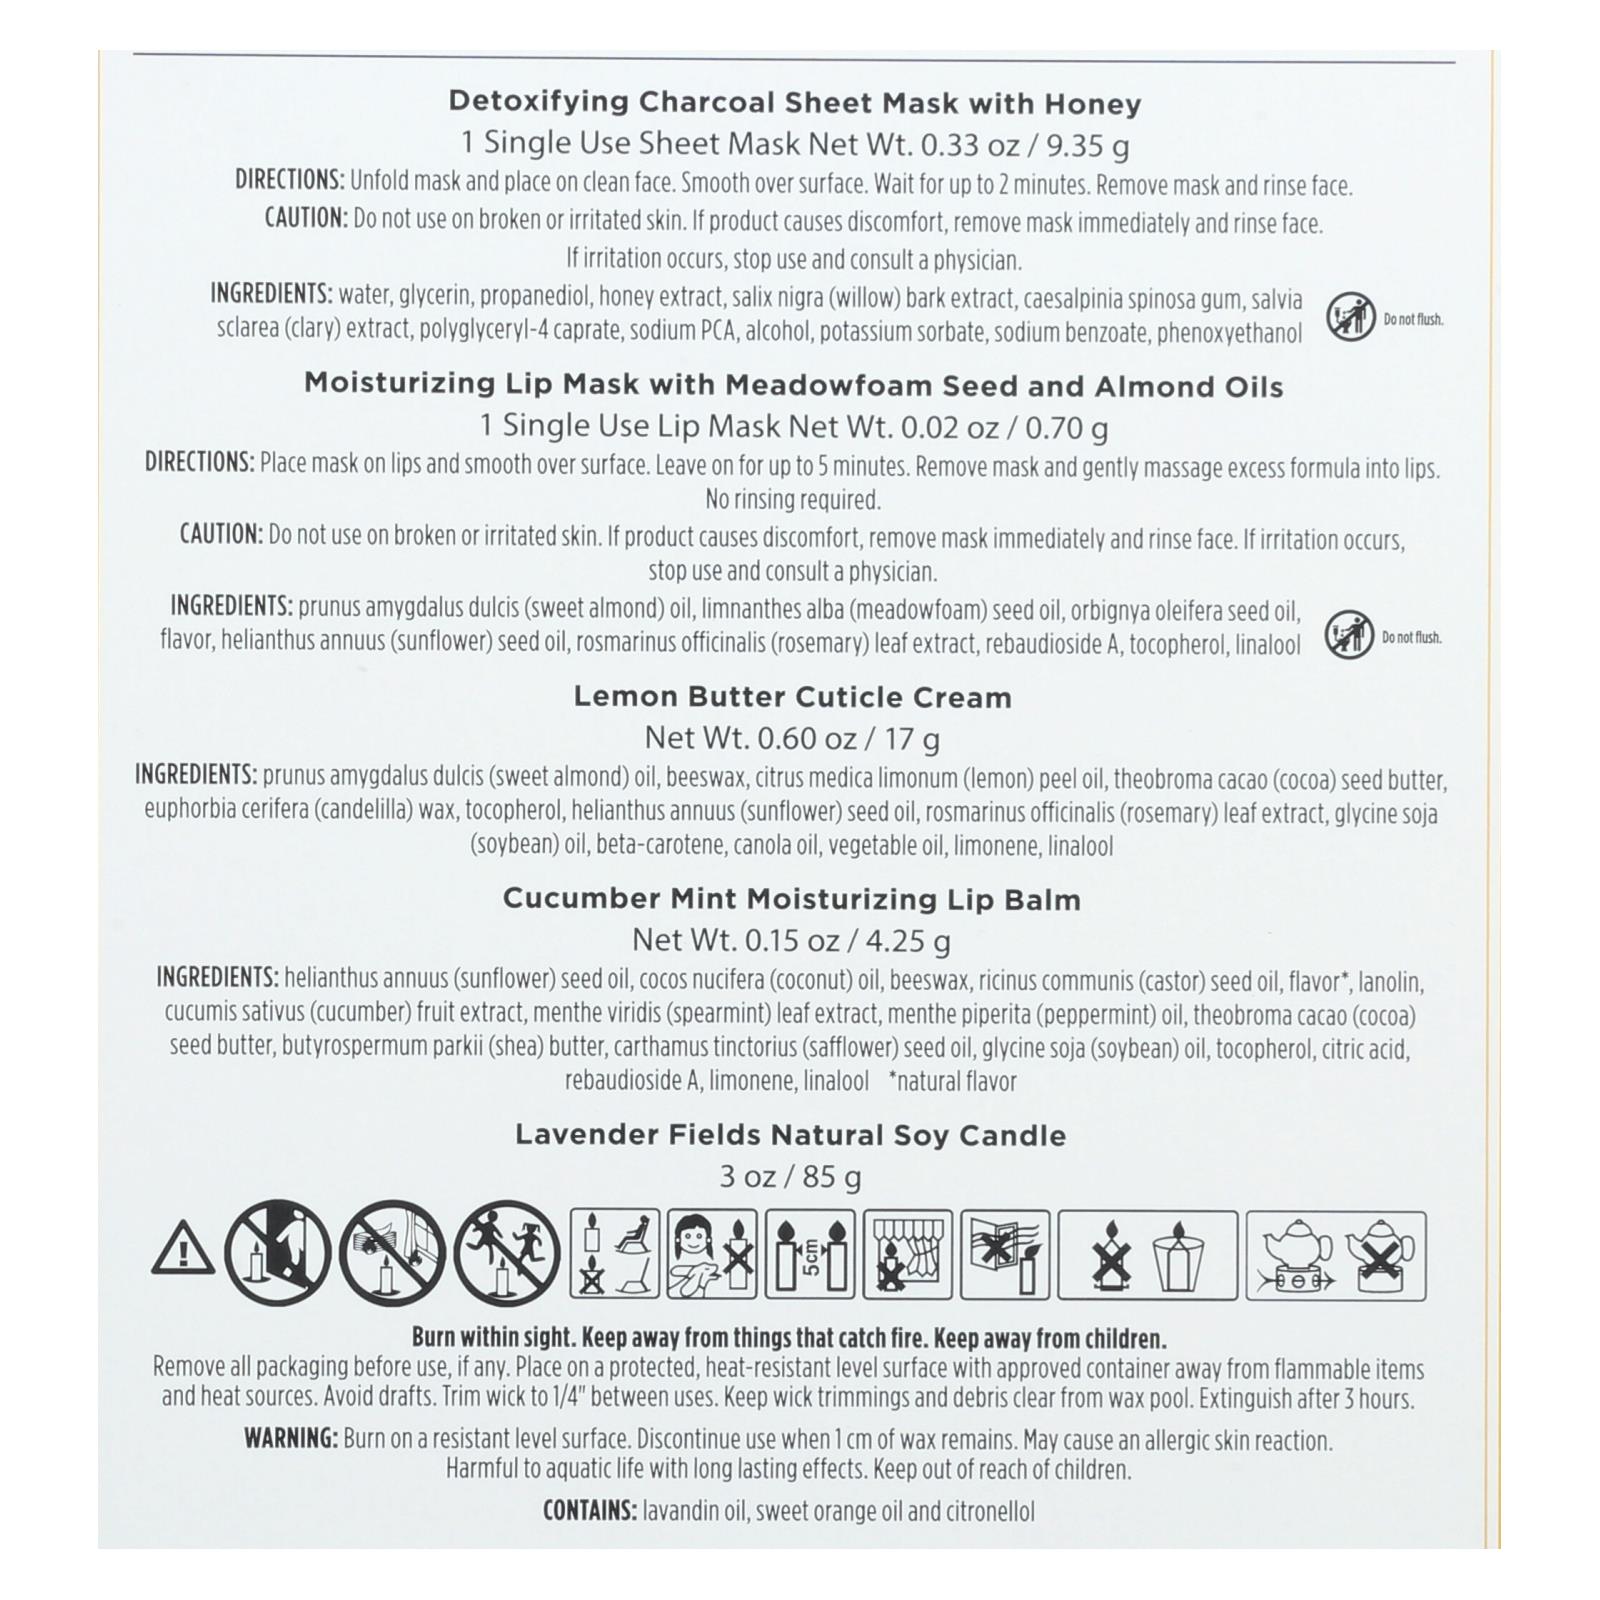 Detoxifying Charcoal Sheet Mask with Honey
1 Single Use Sheet Mask Net Wt. 0.33 oz / 9.35 g
DIRECTIONS: Unfold mask and place on clean face. Smooth over surface. Wait for up to 2 minutes. Remove mask and rinse face.
CAUTION: Do not use on broken or irritated skin. If product causes discomfort, remove mask immediately and rinse face.
If irritation occurs, stop use and consult a physician.
INGREDIENTS: water, glycerin, propanediol, honey extract, salix nigra (willow) bark extract, caesalpinia spinosa gum, salvia
sclarea (clary) extract, polyglyceryl-4 caprate, sodium PCA, alcohol, potassium sorbate, sodium benzoate, phenoxyethanol
Do not flush.
Moisturizing Lip Mask with Meadowfoam Seed and Almond Oils
1 Single Use Lip Mask Net Wt. 0.02 oz / 0.70 g
DIRECTIONS: Place mask on lips and smooth over surface. Leave on for up to 5 minutes. Remove mask and gently massage excess formula into lips.
No rinsing required.
CAUTION: Do not use on broken or irritated skin. If product causes discomfort, remove mask immediately and rinse face. If irritation occurs,
stop use and consult a physician.
INGREDIENTS: prunus amygdalus dulcis (sweet almond) oil, limnanthes alba (meadowfoam) seed oil, orbignya oleifera seed oil,
flavor, helianthus annuus (sunflower) seed oil, rosmarinus officinalis (rosemary) leaf extract, rebaudioside A, tocopherol, linalool
Do not flush.
Lemon Butter Cuticle Cream
Net Wt. 0.60 oz / 17 g
INGREDIENTS: prunus amygdalus dulcis (sweet almond) oil, beeswax, citrus medica limonum (lemon) peel oil, theobroma cacao (cocoa) seed butter,
euphorbia cerifera (candelilla) wax, tocopherol, helianthus annuus (sunflower) seed oil, rosmarinus officinalis (rosemary) leaf extract, glycine soja
(soybean) oil, beta-carotene, canola oil, vegetable oil, limonene, linalool
Cucumber Mint Moisturizing Lip Balm
Net Wt. 0.15 oz / 4.25 g
INGREDIENTS: helianthus annuus (sunflower) seed oil, cocos nucifera (coconut) oil, beeswax, ricinus communis (castor) seed oil, flavor*, lanolin,
cucumis sativus (cucumber) fruit extract, menthe viridis (spearmint) leaf extract, menthe piperita (peppermint) oil, theobroma cacao (cocoa)
seed butter, butyrospermum parkii (shea) butter, carthamus tinctorius (safflower) seed oil, glycine soja (soybean) oil, tocopherol, citric acid,
rebaudioside A, limonene, linalool *natural flavor
Lavender Fields Natural Soy Candle
3 oz / 85 g
5cm
Burn within sight. Keep away from things that catch fire. Keep away from children.
Remove all packaging before use, if any. Place on a protected, heat-resistant level surface with approved container away from flammable items
and heat sources. Avoid drafts. Trim wick to 1/4" between uses. Keep wick trimmings and debris clear from wax pool. Extinguish after 3 hours.
WARNING: Burn on a resistant level surface. Discontinue use when 1 cm of wax remains. May cause an allergic skin reaction.
Harmful to aquatic life with long lasting effects. Keep out of reach of children.
CONTAINS: lavandin oil, sweet orange oil and citronellol